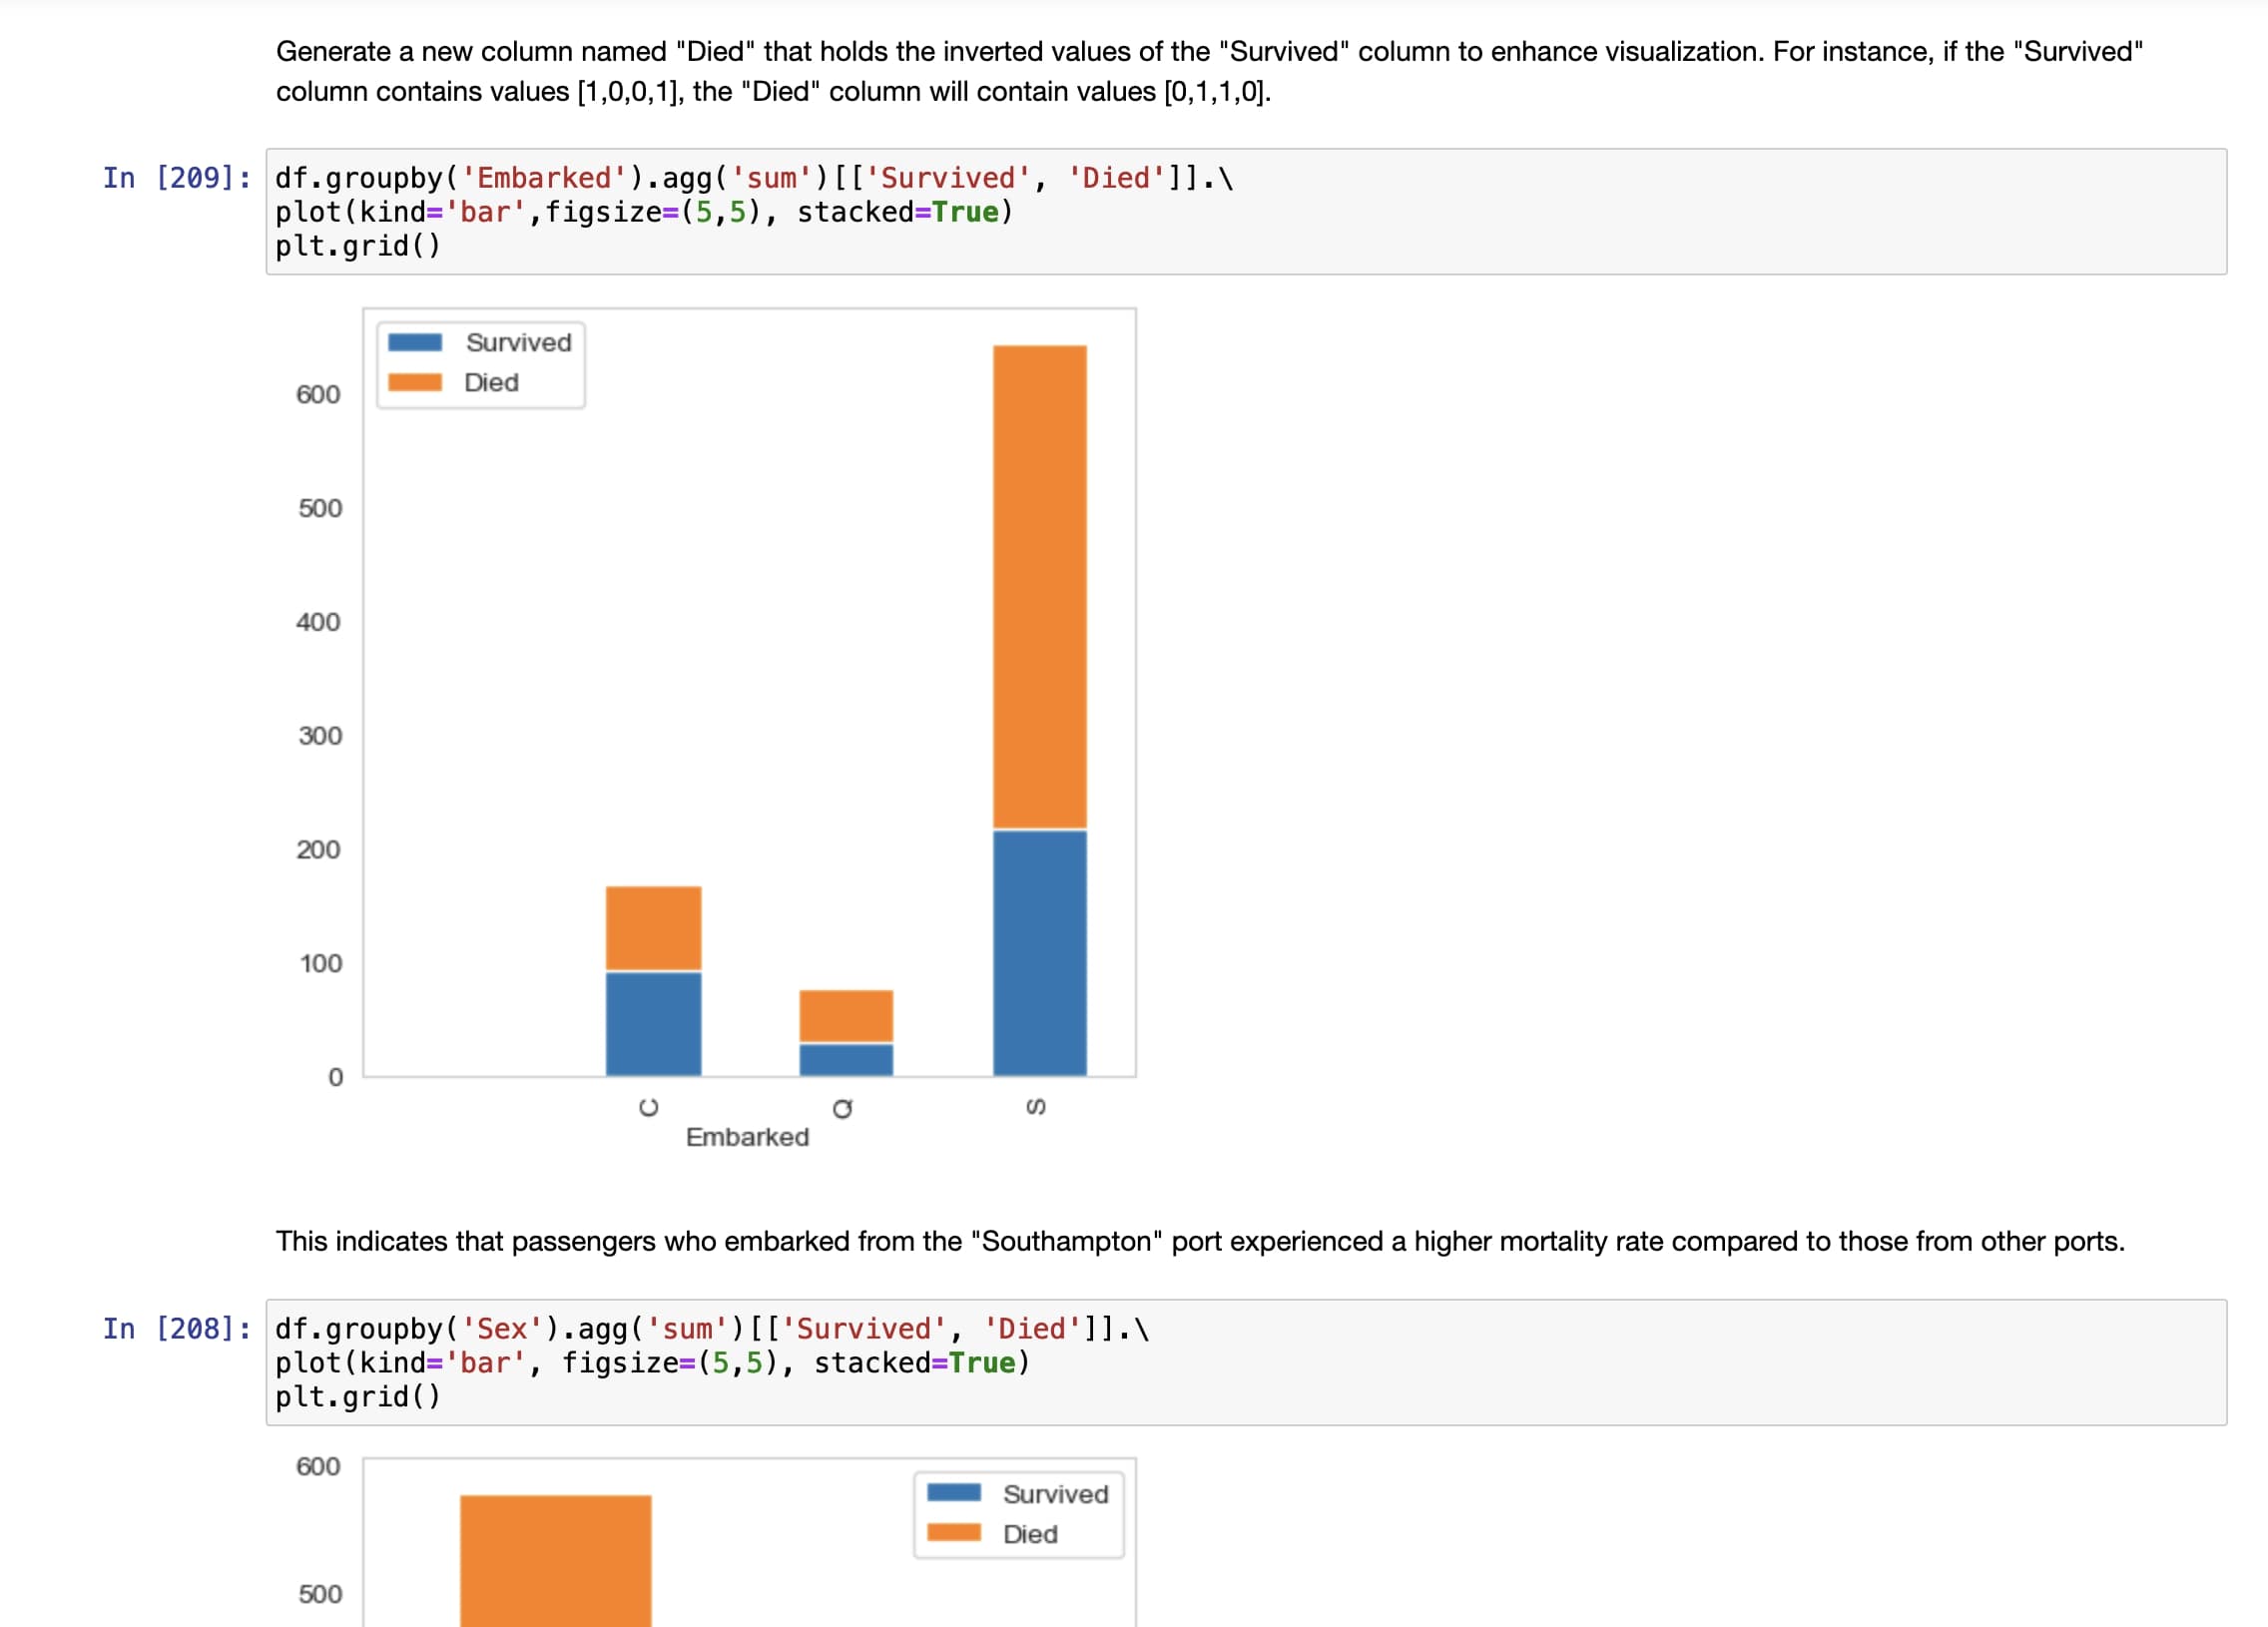 Generate a new column named "Died" that holds the inverted values of the "Survived" column to enhance visualization. For instance, if the "Survived"
column contains values [1,0,0,1], the "Died" column will contain values [0,1,1,0].
In [209]: df.groupby('Embarked').agg('sum')[['Survived', 'Died']].\
plot(kind='bar',figsize=(5,5), stacked=True)
plt.grid()
Survived
Died
600
500
400
300
200
100
0
C Q S
Embarked
This indicates that passengers who embarked from the "Southampton" port experienced a higher mortality rate compared to those from other ports.
In [208]: df.groupby('Sex').agg('sum')[['Survived', 'Died']].\
plot(kind='bar', figsize=(5,5), stacked=True)
plt.grid()
600
Survived
Died
500